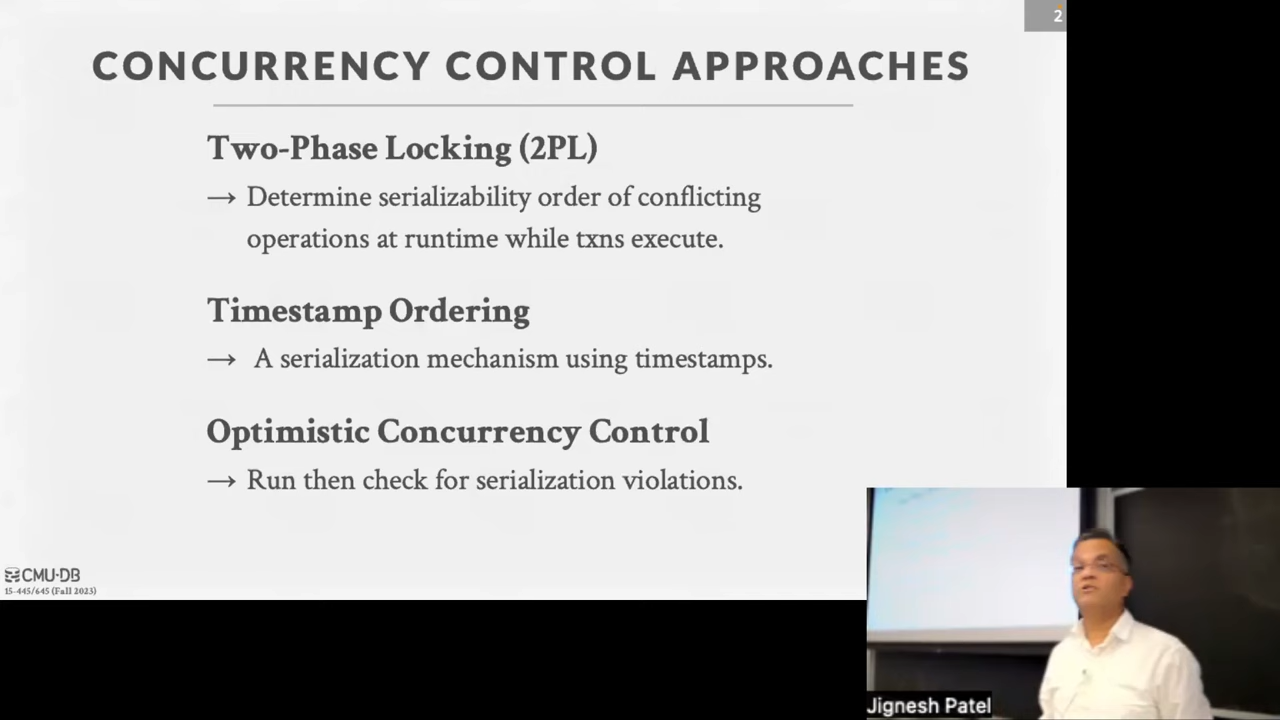 2
CONCURRENCY CONTROL APPROACHES
Two-Phase Locking (2PL)
→ Determine serializability order of conflicting
operations at runtime while txns execute.
Timestamp Ordering
→ A serialization mechanism using timestamps.
Optimistic Concurrency Control
→ Run then check for serialization violations.
CMU·DB
15-445/645 (Fall 2023)
Jignesh Patel